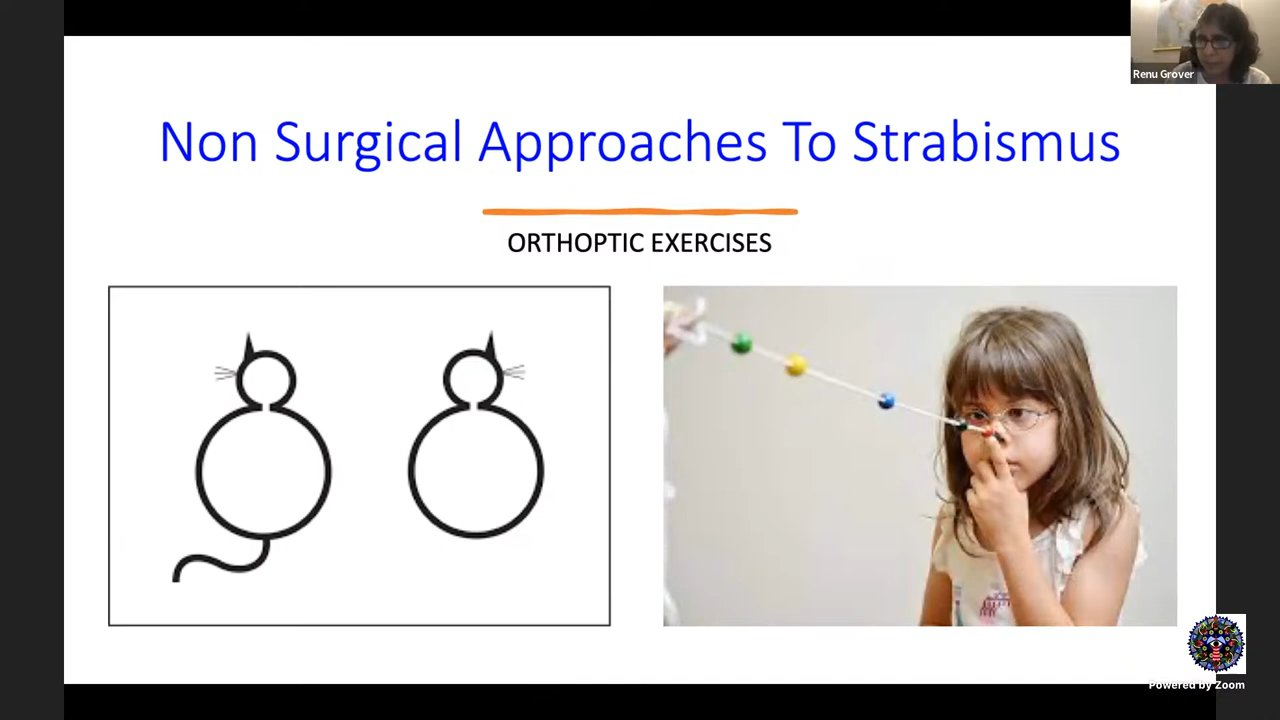 Renu Grover
Non Surgical Approaches To Strabismus
ORTHOPTIC EXERCISES
Powered by Zoom